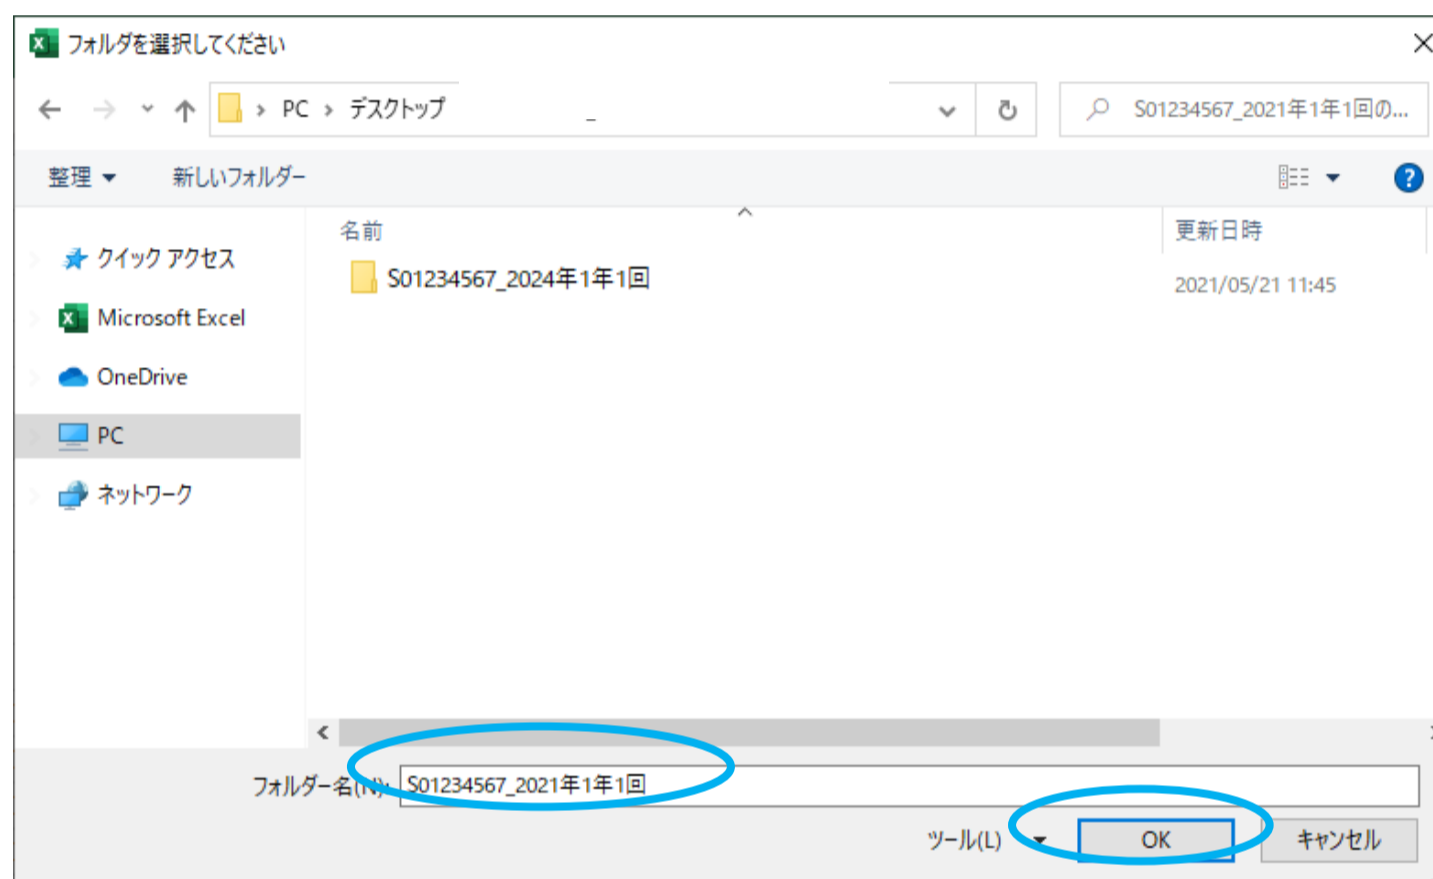 フォルダを選択してください
PC › デスクトップ _
S01234567_2021年1年1回の...
整理 新しいフォルダー
名前 更新日時
クイック アクセス
S01234567_2024年1年1回 2021/05/21 11:45
Microsoft Excel
OneDrive
PC
ネットワーク
フォルダー名(N): S01234567_2021年1年1回
ツール(L) OK キャンセル